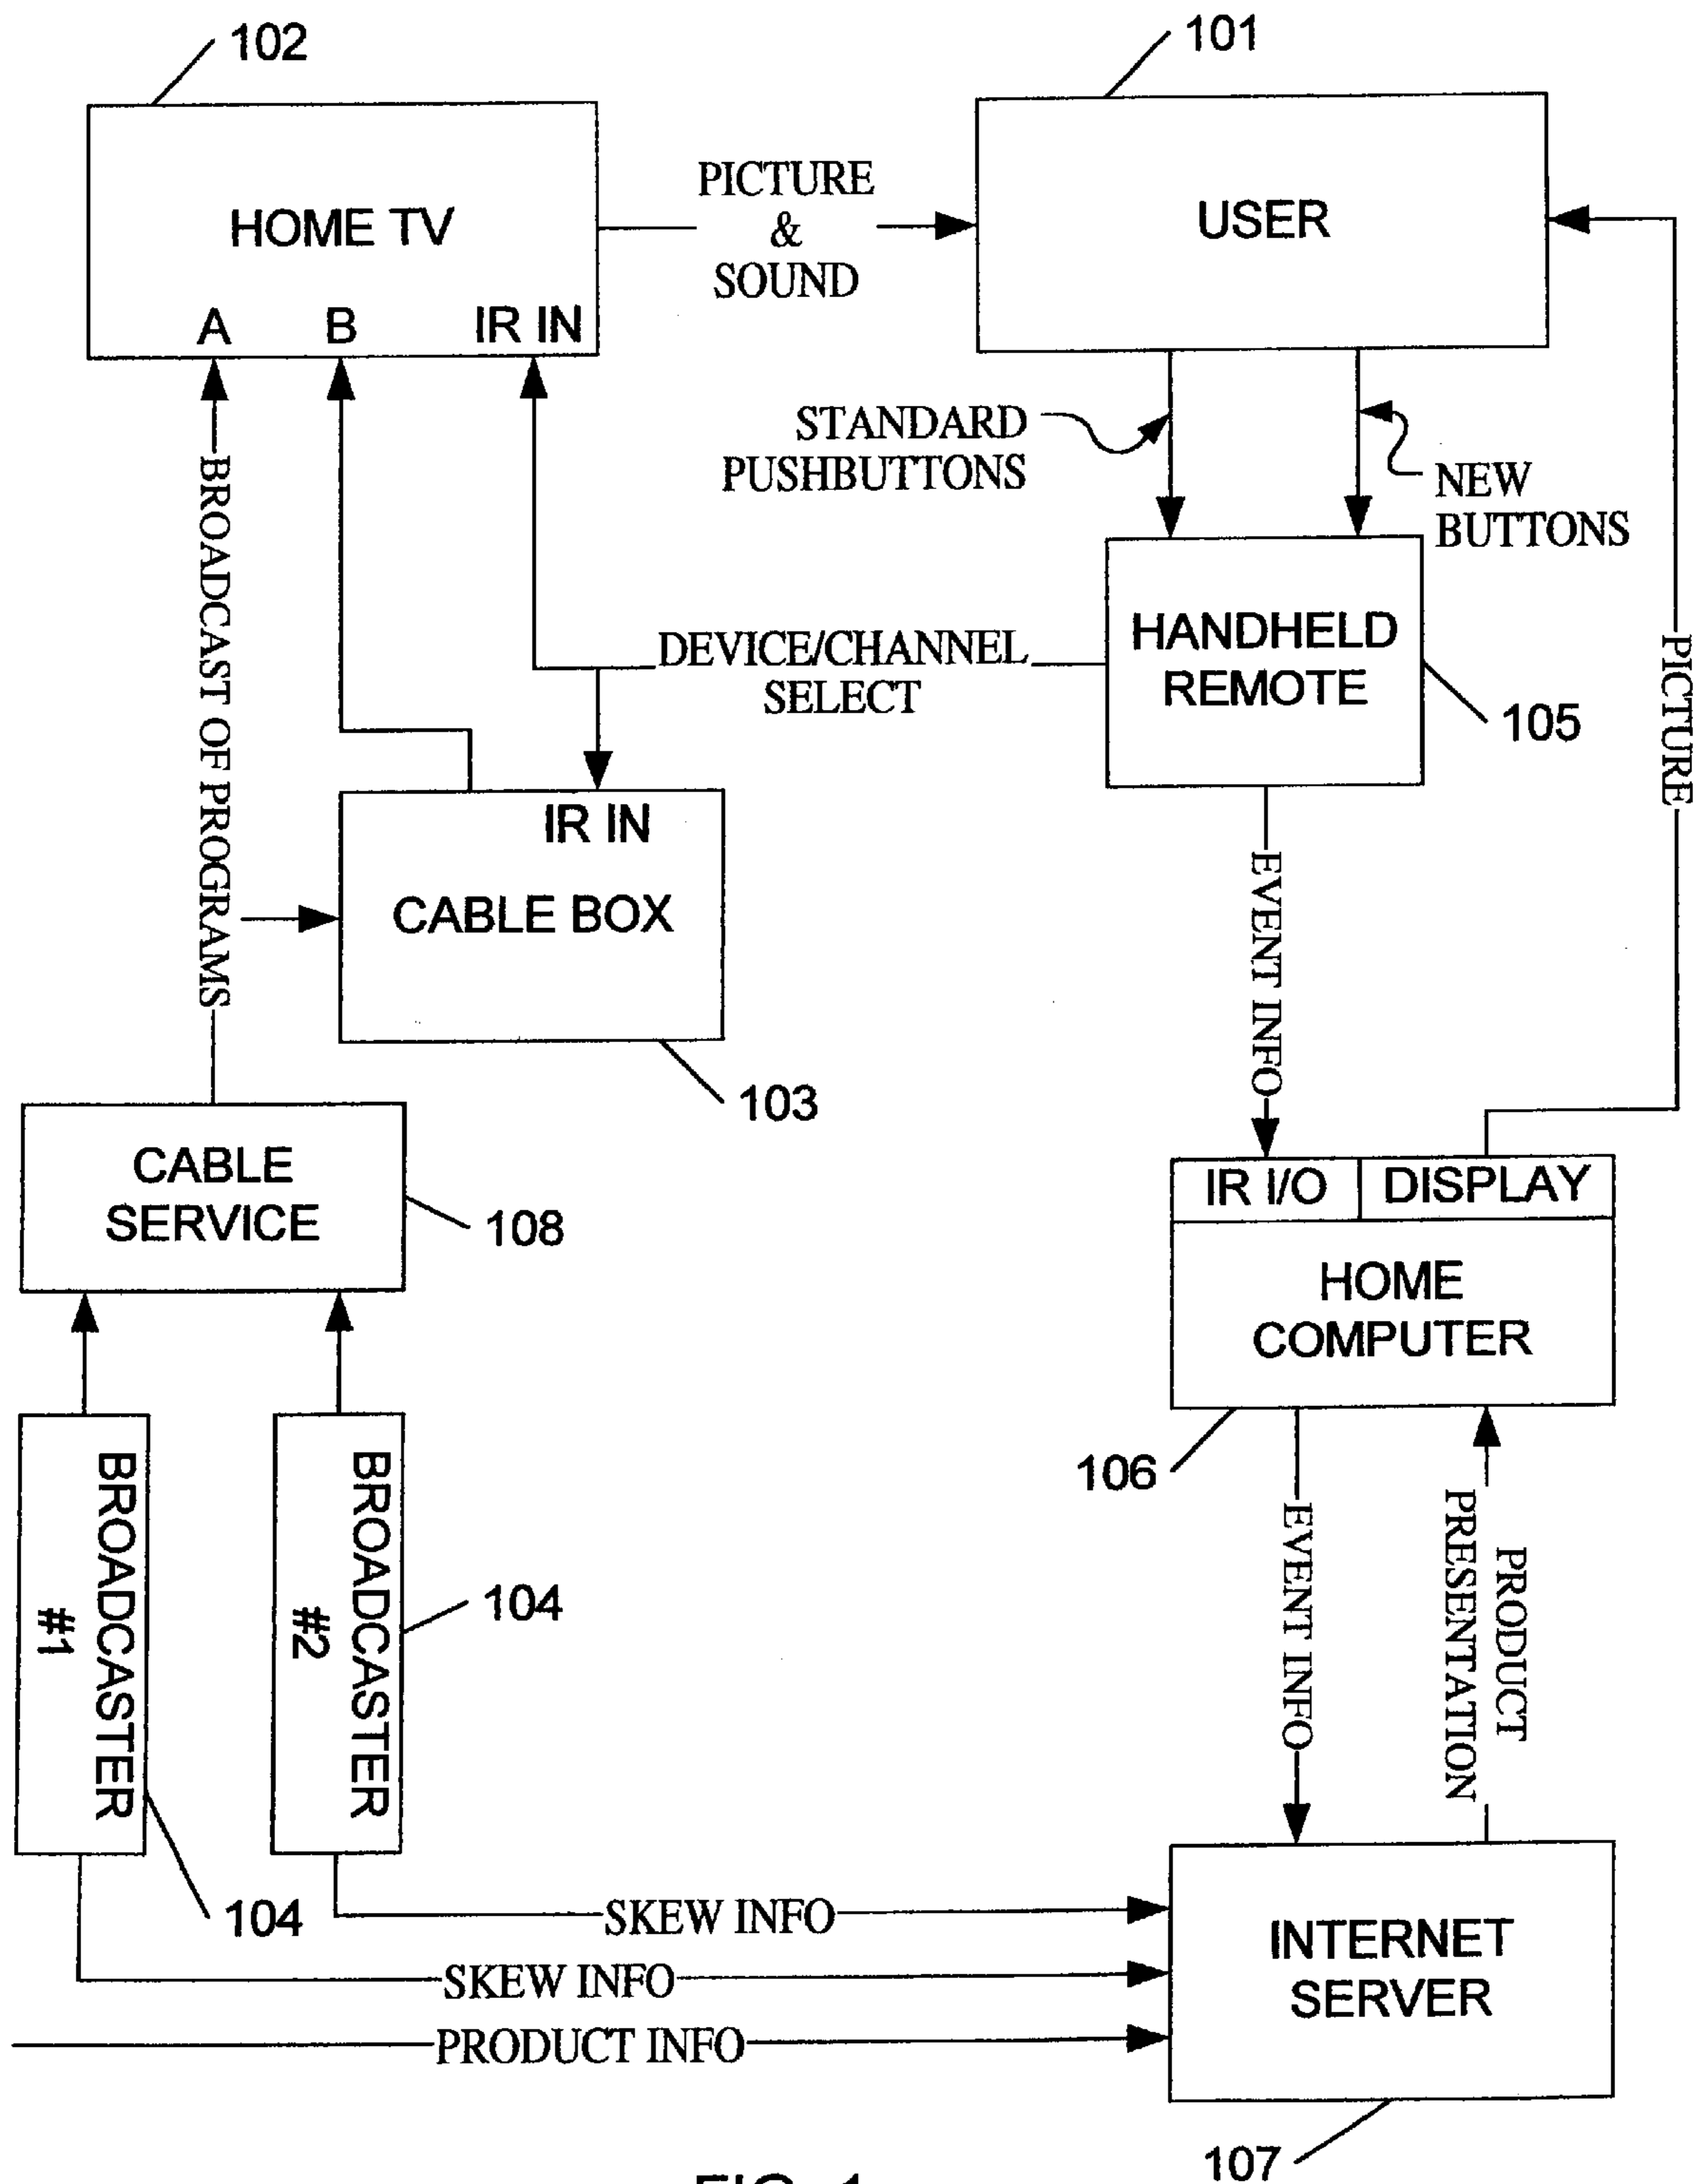 102
101
HOME TV
A
B
IR IN
PICTURE
&
SOUND
USER
STANDARD
PUSHBUTTONS
NEW
BUTTONS
BROADCAST OF PROGRAMS
DEVICE/CHANNEL
SELECT
HANDHELD
REMOTE
105
PICTURE
IR IN
CABLE BOX
103
EVENT INFO
CABLE
SERVICE
108
IR I/O
DISPLAY
HOME
COMPUTER
106
BROADCASTER
#1
104
BROADCASTER
#2
104
EVENT INFO
PRODUCT
PRESENTATION
SKEW INFO
SKEW INFO
PRODUCT INFO
INTERNET
SERVER
107
FIG. 1